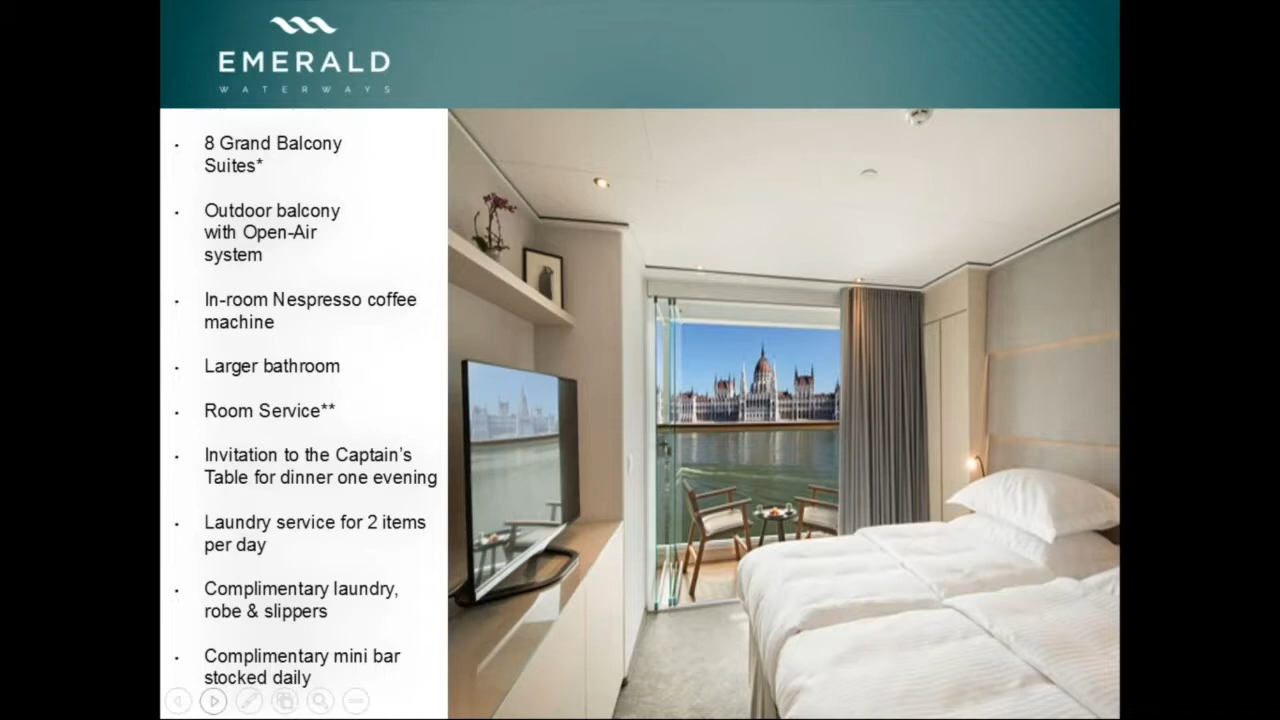 EMERALD
WATERWAYS
8 Grand Balcony
Suites*
Outdoor balcony
with Open-Air
system
In-room Nespresso coffee
machine
Larger bathroom
Room Service**
Invitation to the Captain's
Table for dinner one evening
Laundry service for 2 items
per day
Complimentary laundry,
robe & slippers
Complimentary mini bar
stocked daily